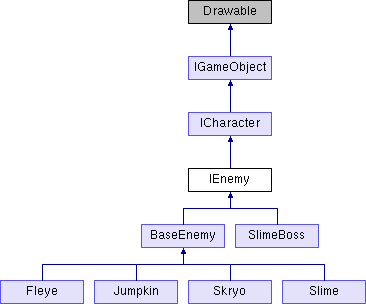 Drawable
IGameObject
ICharacter
IEnemy
BaseEnemy SlimeBoss
Fleye Jumpkin Skryo Slime